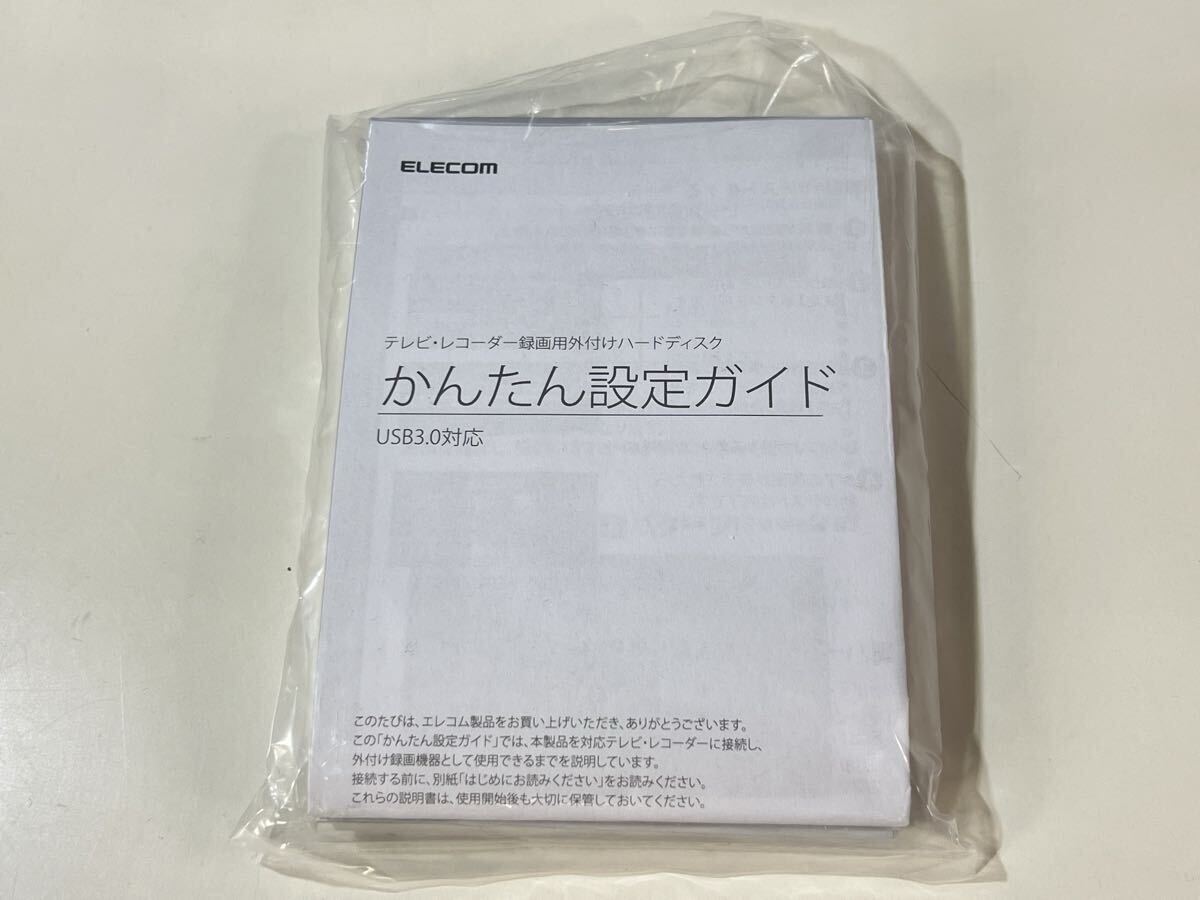 ELECOM
テレビ・レコーダー録画用外付けハードディスク
かんたん設定ガイド
USB3.0対応
このたびは、エレコム製品をお買い上げいただき、ありがとうございます。
この「かんたん設定ガイド」では、本製品を対応テレビ・レコーダーに接続し、
外付け録画機器として使用できるまでを説明しています。
接続する前に、別紙「はじめにお読みください」をお読みください。
これらの説明書は、使用開始後も大切に保管しておいてください。